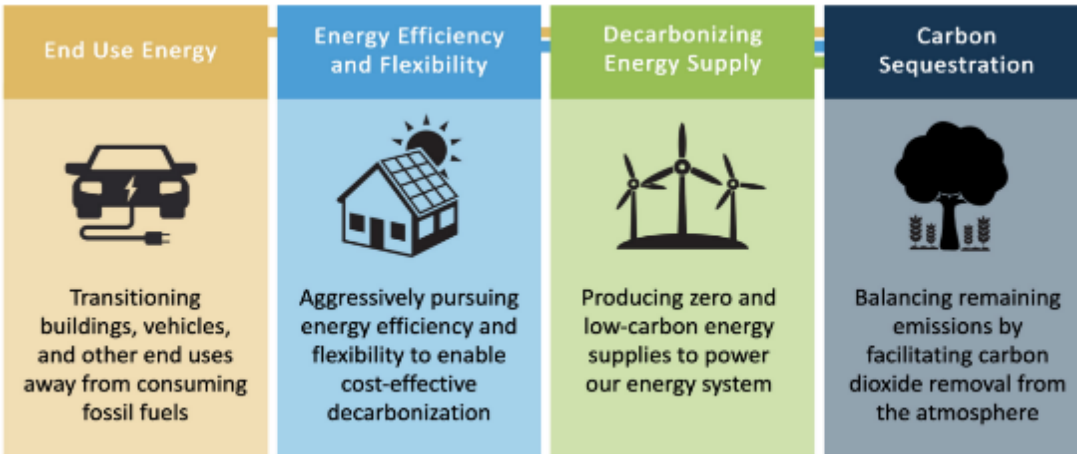 End Use Energy
Transitioning
buildings, vehicles,
and other end uses
away from consuming
fossil fuels
Energy Efficiency
and Flexibility
Aggressively pursuing
energy efficiency and
flexibility to enable
cost-effective
decarbonization
Decarbonizing
Energy Supply
Producing zero and
low-carbon energy
supplies to power
our energy system
Carbon
Sequestration
Balancing remaining
emissions by
facilitating carbon
dioxide removal from
the atmosphere